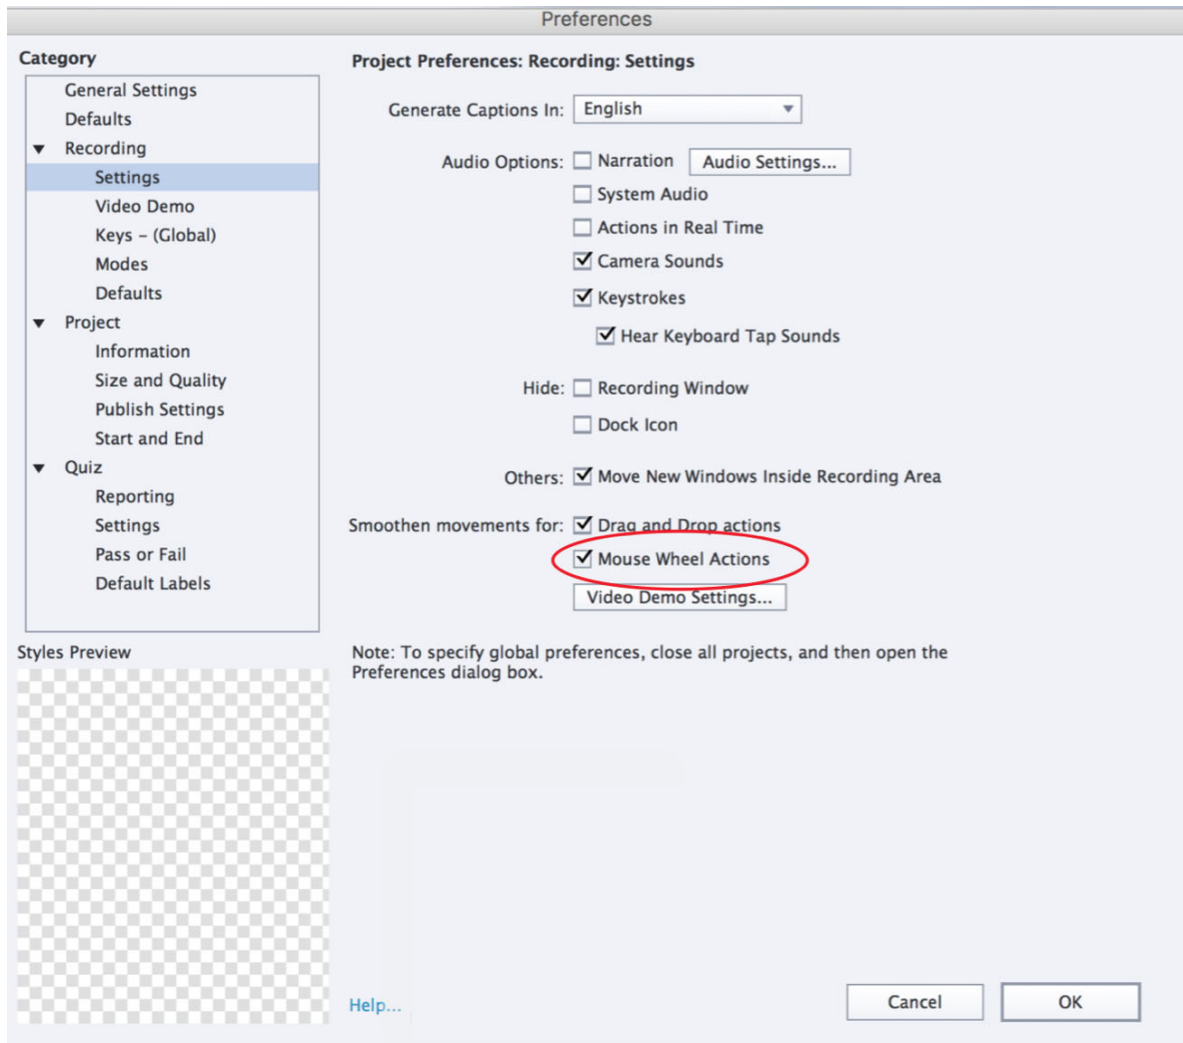 Preferences
Category
General Settings
Defaults
Recording
Settings
Video Demo
Keys – (Global)
Modes
Defaults
Project
Information
Size and Quality
Publish Settings
Start and End
Quiz
Reporting
Settings
Pass or Fail
Default Labels
Styles Preview
Project Preferences: Recording: Settings
Generate Captions In: English
Audio Options: Narration Audio Settings...
System Audio
Actions in Real Time
Camera Sounds
Keystrokes
Hear Keyboard Tap Sounds
Hide: Recording Window
Dock Icon
Others: Move New Windows Inside Recording Area
Smoothen movements for: Drag and Drop actions
Mouse Wheel Actions
Video Demo Settings...
Note: To specify global preferences, close all projects, and then open the
Preferences dialog box.
Help... Cancel OK